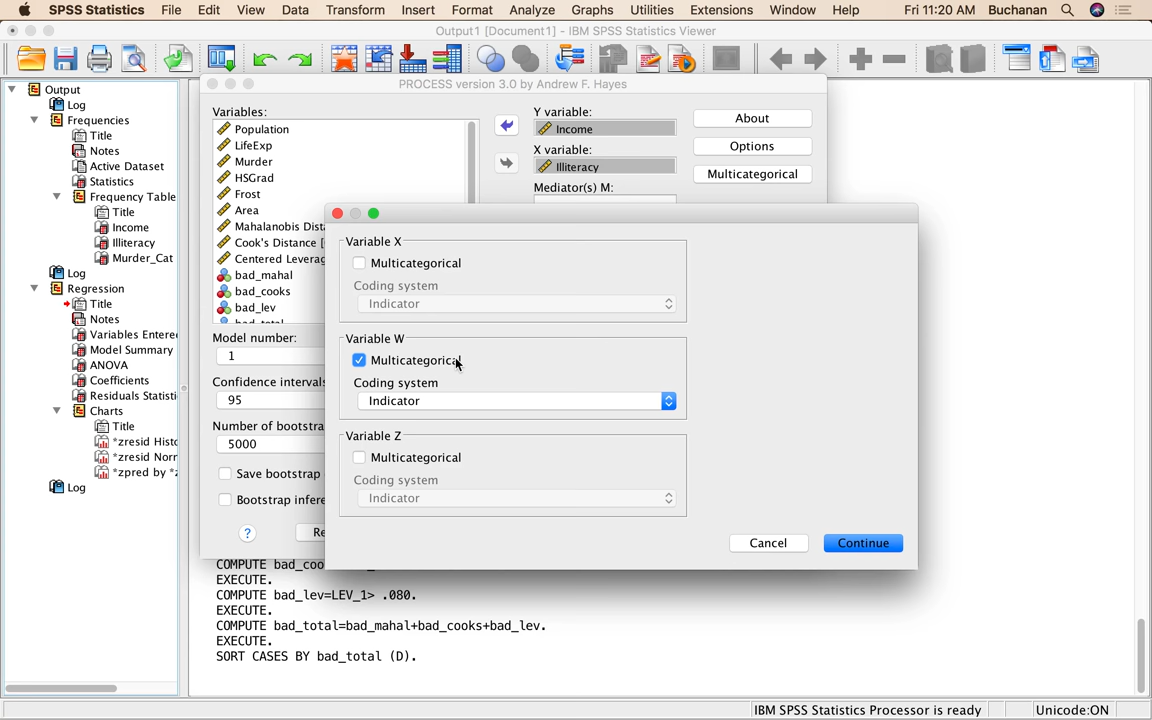 SPSS Statistics File Edit View Data Transform Insert Format Analyze Graphs Utilities Extensions Window Help Fri 11:20 AM Buchanan
Output1 [Document1] - IBM SPSS Statistics Viewer
Output
Log
Frequencies
Title
Notes
Active Dataset
Statistics
Frequency Table
Title
Income
Illiteracy
Murder_Cat
Log
Regression
Title
Notes
Variables Entere
Model Summary
ANOVA
Coefficients
Residuals Statisti
Charts
Title
*zresid Histo
*zresid Norr
*zpred by *z
Log
PROCESS version 3.0 by Andrew F. Hayes
Variables:
Population
LifeExp
Murder
HSGrad
Frost
Area
Mahalanobis Dist
Cook's Distance [
Centered Leverag
bad_mahal
bad_cooks
bad_lev
bad_total
Y variable:
Income
X variable:
Illiteracy
Mediator(s) M:
About
Options
Multicategorical
Model number:
1
Confidence intervals
95
Number of bootstra
5000
Save bootstrap
Bootstrap infere
?
Re
Variable X
Multicategorical
Coding system
Indicator
Variable W
Multicategorical
Coding system
Indicator
Variable Z
Multicategorical
Coding system
Indicator
Cancel
Continue
COMPUTE bad_coo
EXECUTE.
COMPUTE bad_lev=LEV_1> .080.
EXECUTE.
COMPUTE bad_total=bad_mahal+bad_cooks+bad_lev.
EXECUTE.
SORT CASES BY bad_total (D).
IBM SPSS Statistics Processor is ready
Unicode:ON